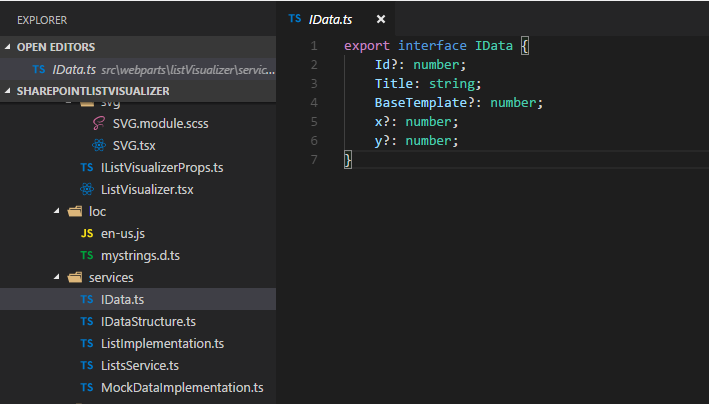 EXPLORER
OPEN EDITORS
TS IData.ts src\webparts\listVisualizer\servic...
SHAREPOINTLISTVISUALIZER
svg
SVG.module.scss
SVG.tsx
TS IListVisualizerProps.ts
ListVisualizer.tsx
loc
JS en-us.js
TS mystrings.d.ts
services
TS IData.ts
TS IDataStructure.ts
TS ListImplementation.ts
TS ListsService.ts
TS MockDataImplementation.ts
TS IData.ts ×
1 export interface IData {
2 Id?: number;
3 Title: string;
4 BaseTemplate?: number;
5 x?: number;
6 y?: number;
7 }